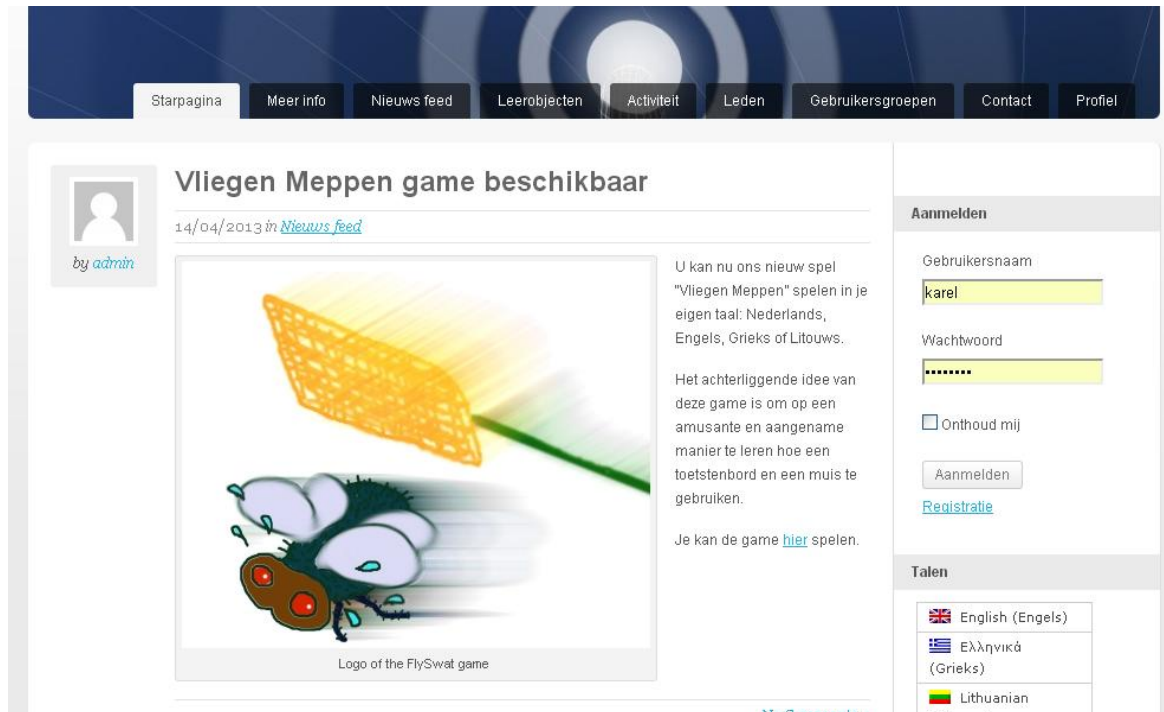 Starpagina
Meer info
Nieuws feed
Leerobjecten
Activiteit
Leden
Gebruikersgroepen
Contact
Profiel
by admin
Vliegen Meppen game beschikbaar
14/04/2013 in Nieuws feed
U kan nu ons nieuw spel
"Vliegen Meppen" spelen in je
eigen taal: Nederlands,
Engels, Grieks of Litouws.
Het achterliggende idee van
deze game is om op een
amusante en aangename
manier te leren hoe een
toetstenbord en een muis te
gebruiken.
Je kan de game hier spelen.
Logo of the FlySwat game
Aanmelden
Gebruikersnaam
karel
Wachtwoord
••••••••
Onthoud mij
Aanmelden
Registratie
Talen
English (Engels)
Ελληνικά
(Grieks)
Lithuanian